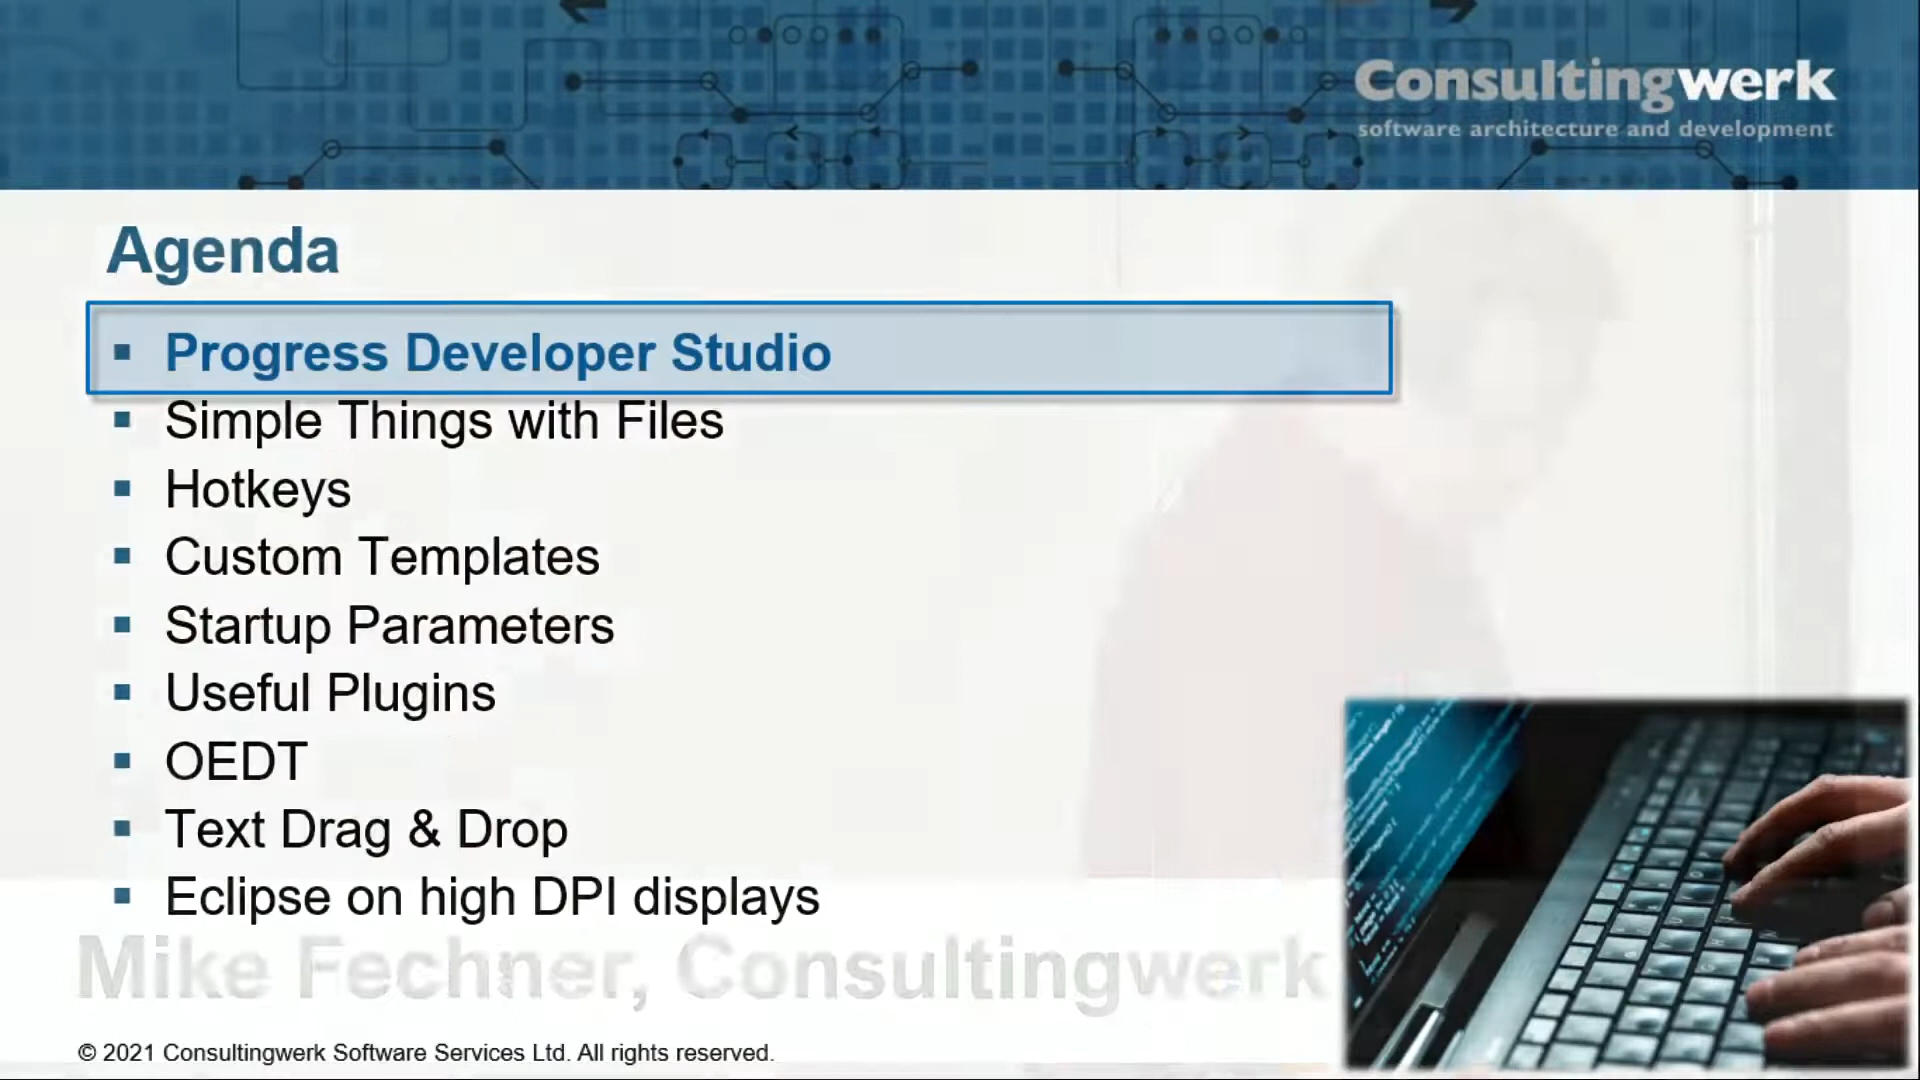 Consultingwerk
software architecture and development
Agenda
▪ Progress Developer Studio
▪ Simple Things with Files
▪ Hotkeys
▪ Custom Templates
▪ Startup Parameters
▪ Useful Plugins
▪ OEDT
▪ Text Drag & Drop
▪ Eclipse on high DPI displays
Mike Fechner, Consultingwerk
© 2021 Consultingwerk Software Services Ltd. All rights reserved.